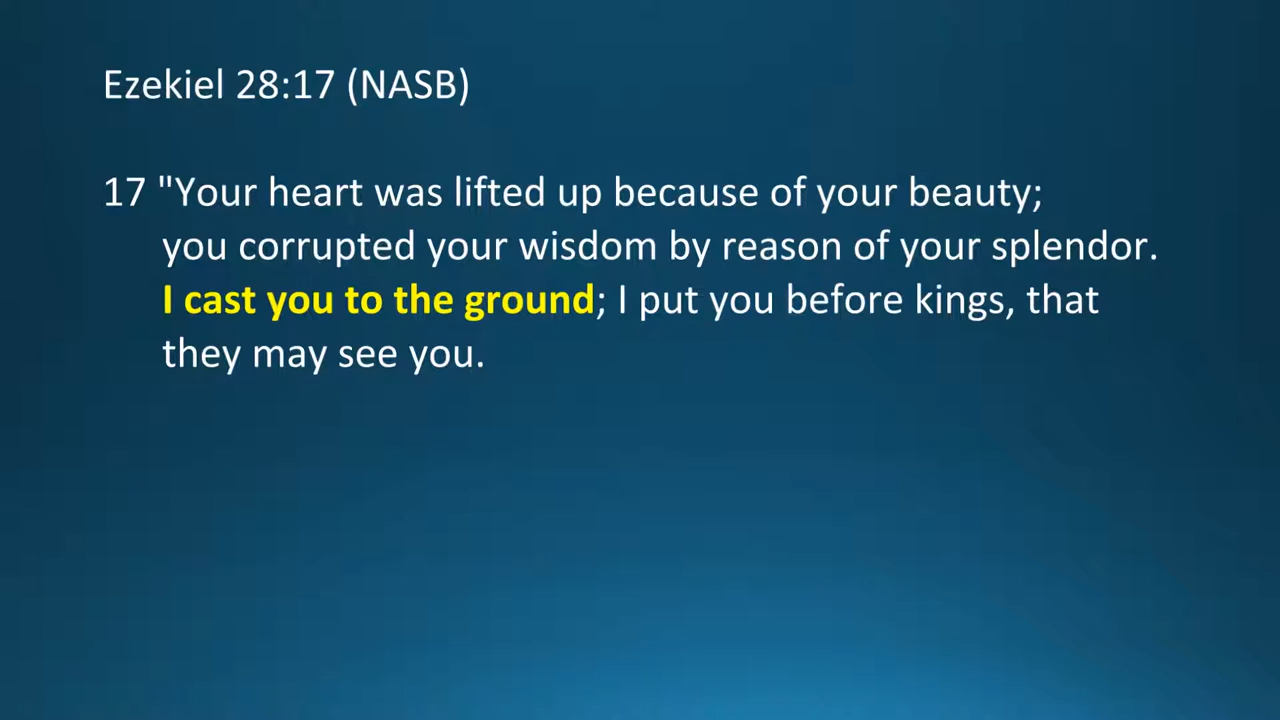 Ezekiel 28:17 (NASB)
17 "Your heart was lifted up because of your beauty;
you corrupted your wisdom by reason of your splendor.
I cast you to the ground; I put you before kings, that
they may see you.